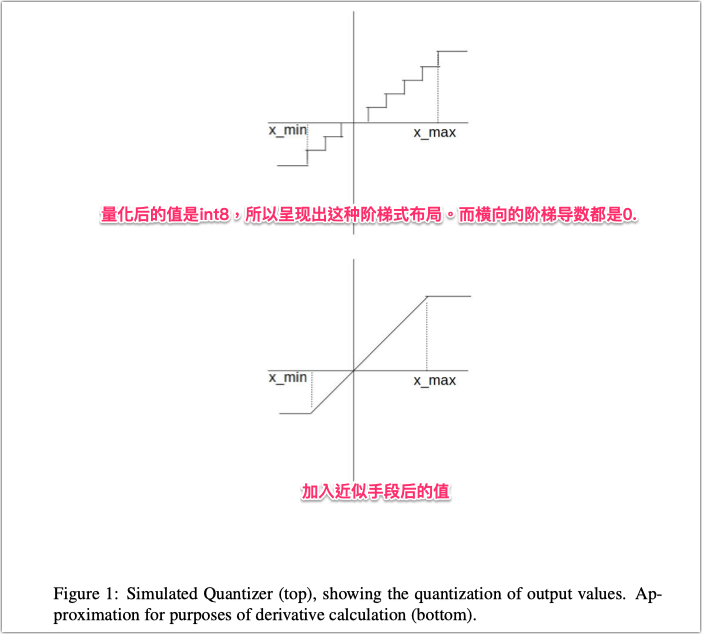 x_min
x_max
量化后的值是int8，所以呈现出这种阶梯式布局。而横向的阶梯导数都是0.
x_min
x_max
加入近似手段后的值
Figure 1: Simulated Quantizer (top), showing the quantization of output values. Ap-
proximation for purposes of derivative calculation (bottom).